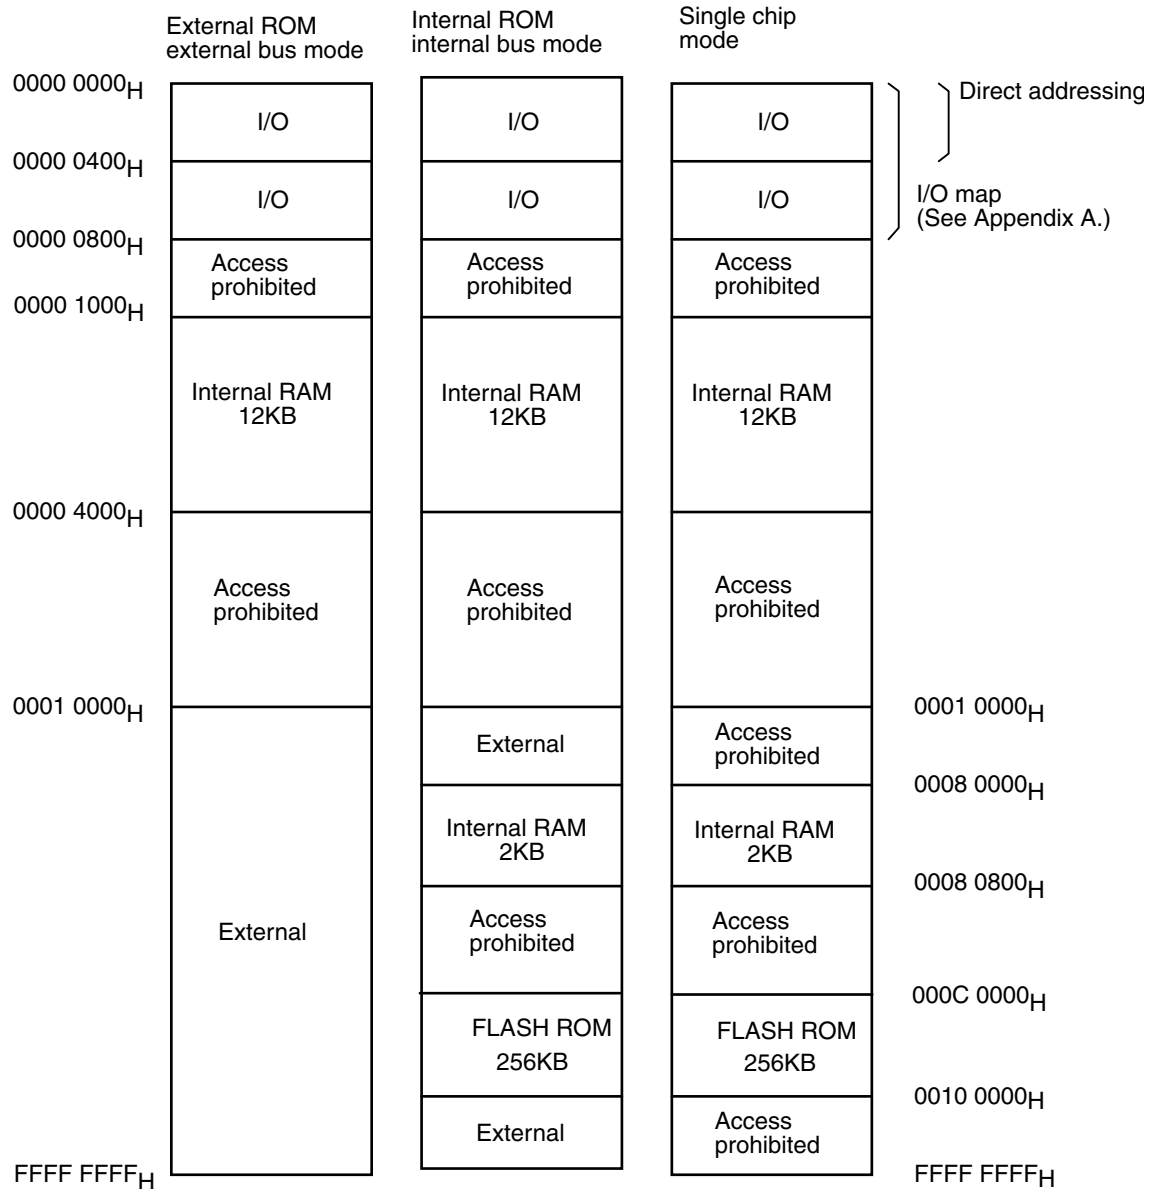 External ROM
external bus mode
Internal ROM
internal bus mode
Single chip
mode
0000 0000H
I/O
I/O
I/O
Direct addressing
0000 0400H
I/O
I/O
I/O
I/O map
(See Appendix A.)
0000 0800H
Access
prohibited
Access
prohibited
Access
prohibited
0000 1000H
Internal RAM
12KB
Internal RAM
12KB
Internal RAM
12KB
0000 4000H
Access
prohibited
Access
prohibited
Access
prohibited
0001 0000H
0001 0000H
External
Access
prohibited
0008 0000H
Internal RAM
2KB
Internal RAM
2KB
0008 0800H
External
Access
prohibited
Access
prohibited
000C 0000H
FLASH ROM
256KB
FLASH ROM
256KB
0010 0000H
External
Access
prohibited
FFFF FFFFH
FFFF FFFFH